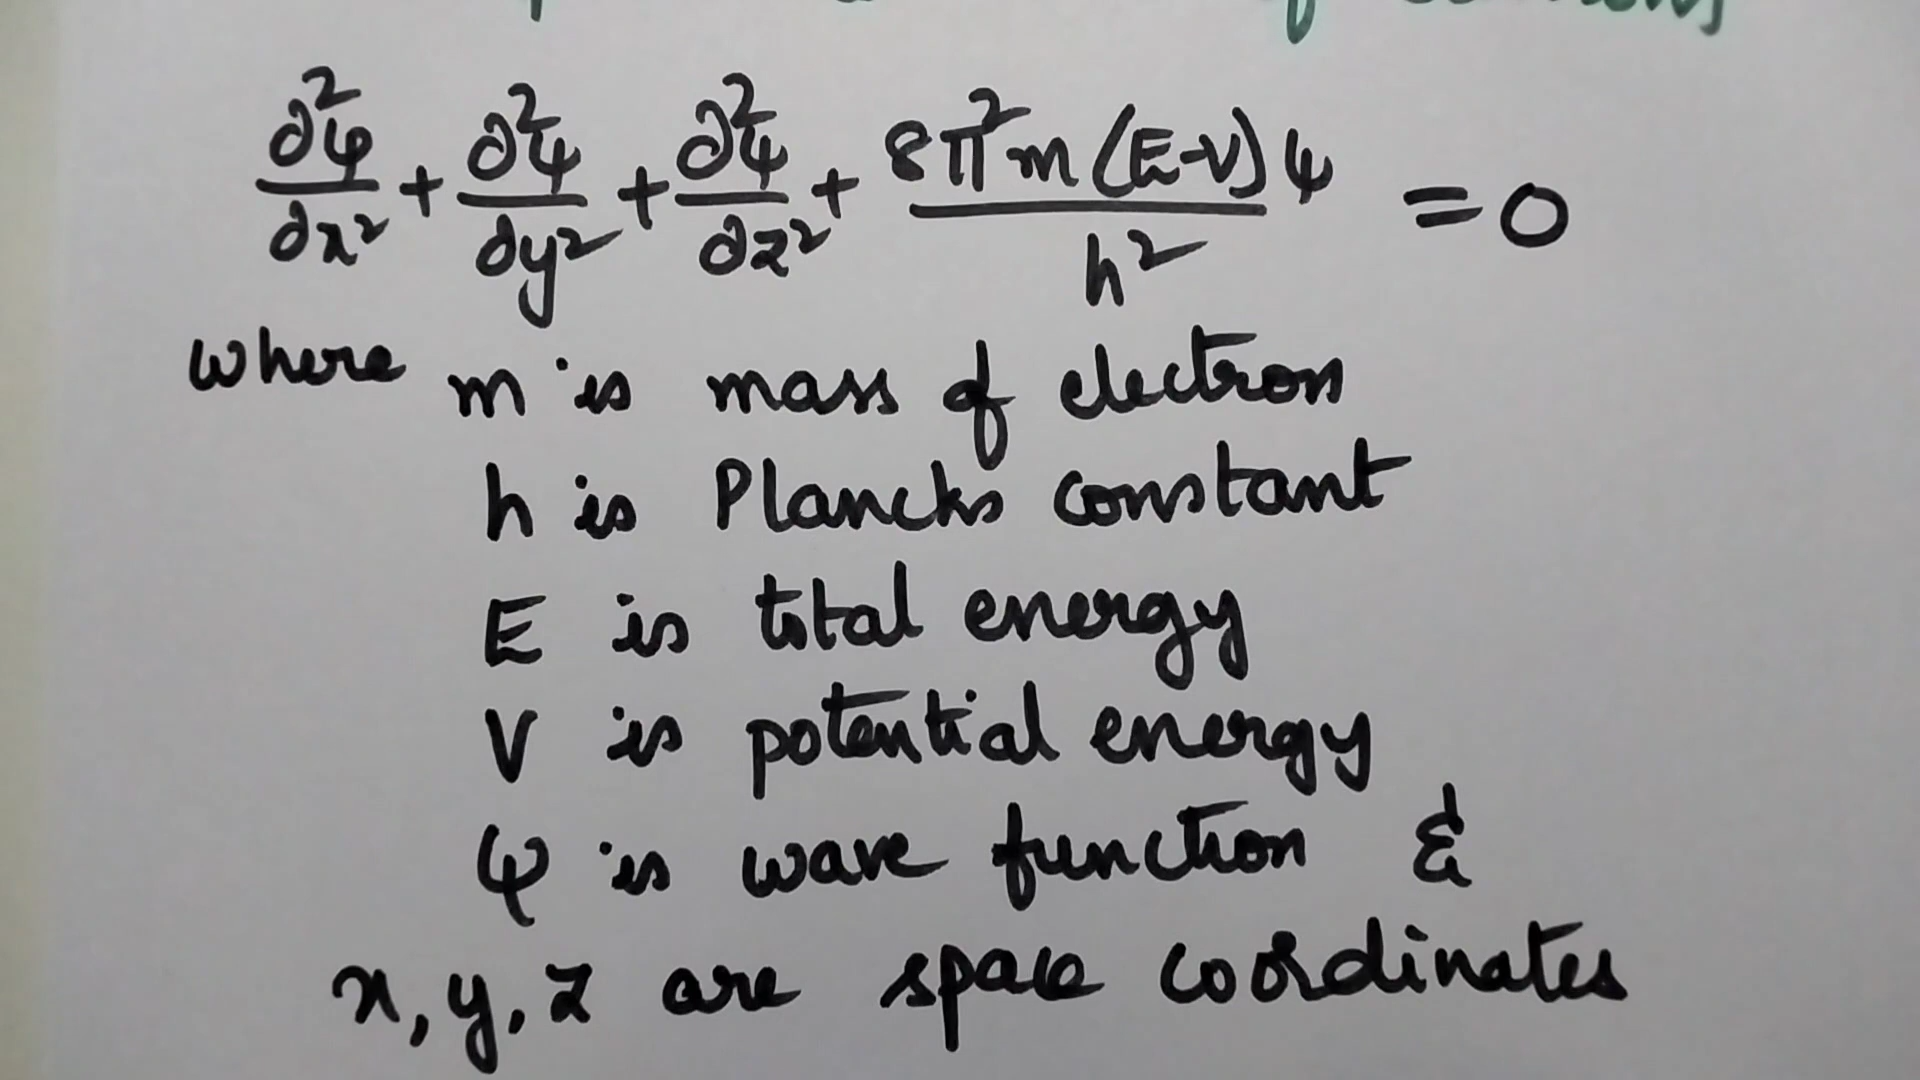 of
∂²ψ/∂x² + ∂²ψ/∂y² + ∂²ψ/∂z² + 8π²m(E-V)ψ/h² = 0
where m is mass of electron
h is Plancks constant
E is total energy
V is potential energy
ψ is wave function &
x, y, z are space coordinates